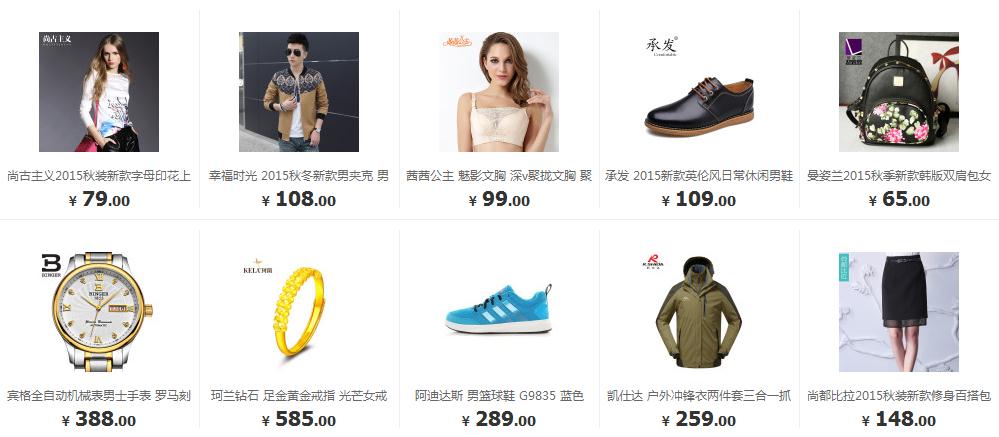 尚古主义
承发
Comfortable
尚古主义2015秋装新款字母印花上
幸福时光 2015秋冬新款男夹克 男
茜茜公主 魅影文胸 深v聚拢文胸 聚
承发 2015新款英伦风日常休闲男鞋
曼姿兰2015秋季新款韩版双肩包女
¥ 79.00
¥ 108.00
¥ 99.00
¥ 109.00
¥ 65.00
B
BINGER
BINGER
KELA珂兰
尚都比拉
宾格全自动机械表男士手表 罗马刻
珂兰钻石 足金黄金戒指 光芒女戒
阿迪达斯 男篮球鞋 G9835 蓝色
凯仕达 户外冲锋衣两件套三合一抓
尚都比拉2015秋装新款修身百搭包
¥ 388.00
¥ 585.00
¥ 289.00
¥ 259.00
¥ 148.00